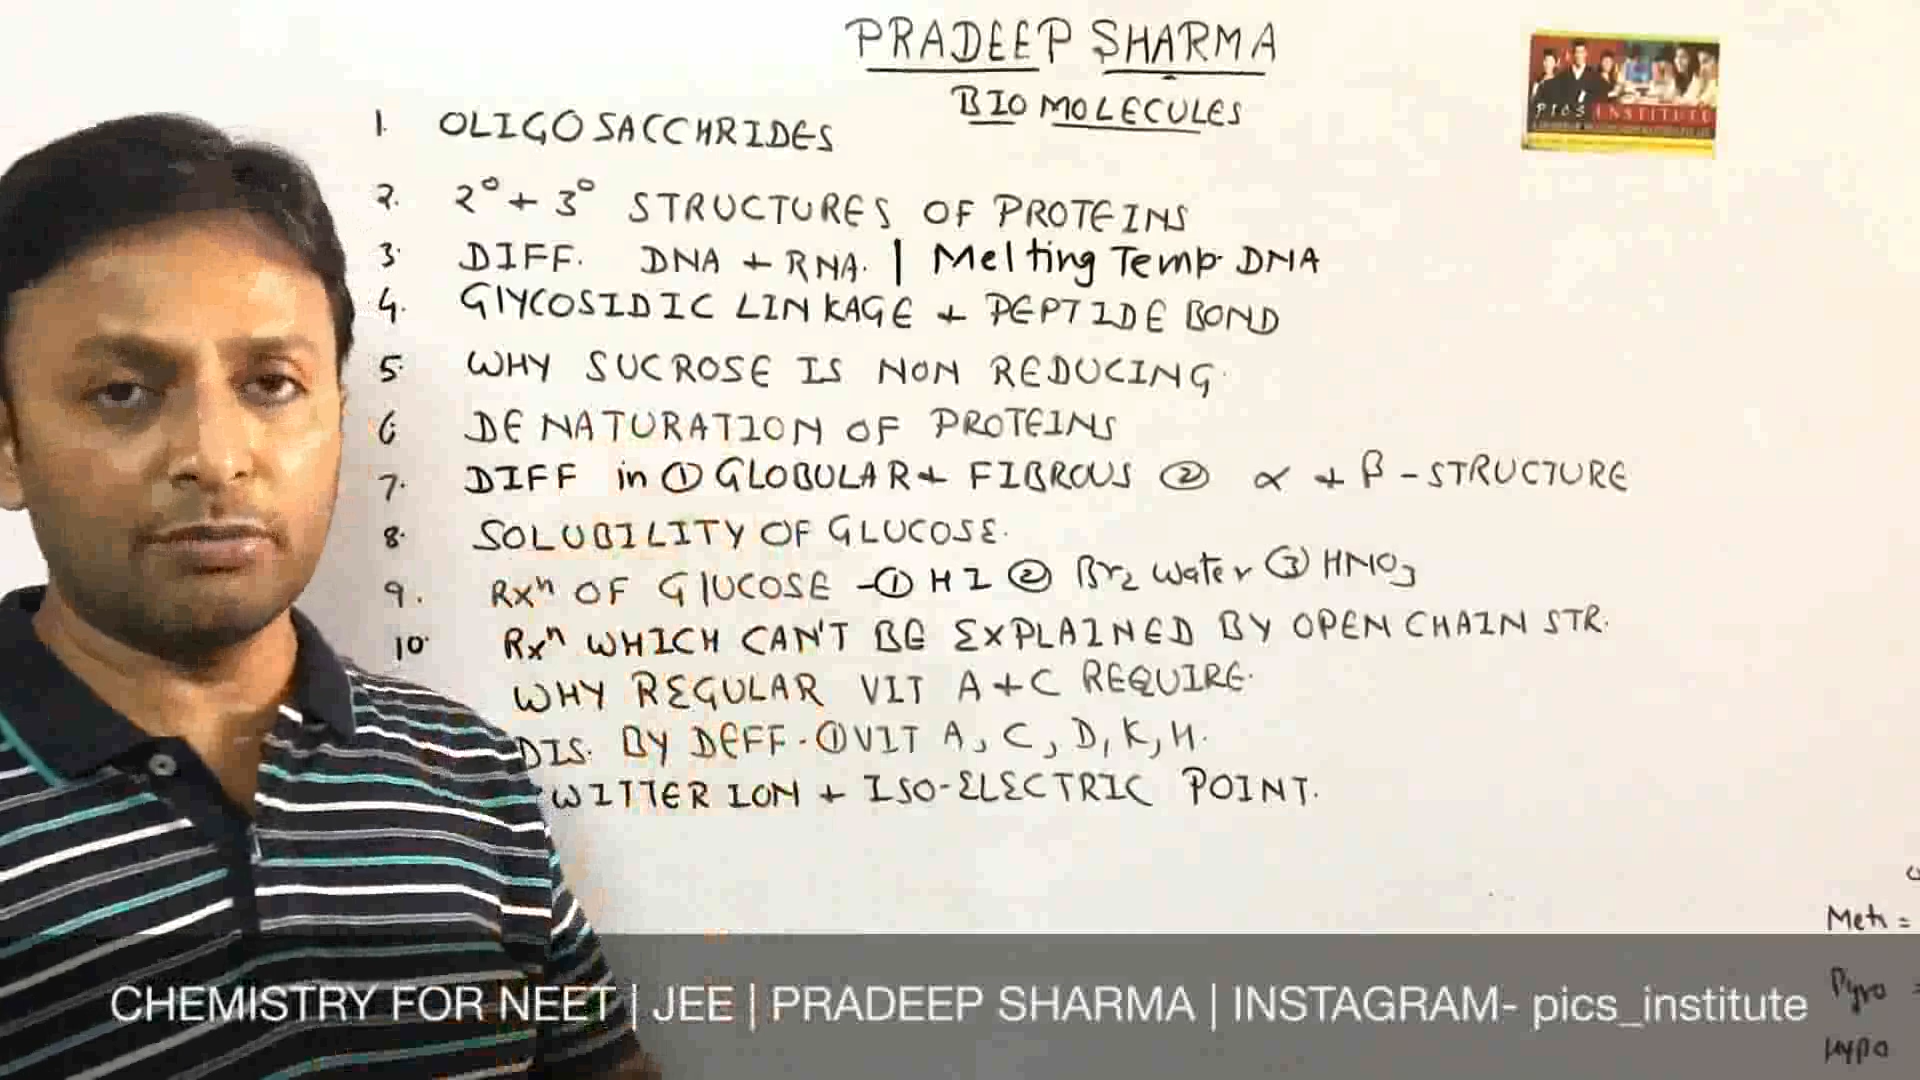 PRADEEP SHARMA
BIOMOLECULES
1. OLIGOSACCHRIDES
2. 2° + 3° STRUCTURES OF PROTEINS
3. DIFF. DNA + RNA. | Melting Temp. DNA
4. GLYCOSIDIC LINKAGE + PEPTIDE BOND
5. WHY SUCROSE IS NON REDUCING.
6. DENATURATION OF PROTEINS
7. DIFF in ① GLOBULAR + FIBROUS ② α + β - STRUCTURE
8. SOLUBILITY OF GLUCOSE.
9. Rxⁿ OF GLUCOSE - ① HI ② Br₂ Water ③ HNO₃
10. Rxⁿ WHICH CAN'T BE EXPLAINED BY OPEN CHAIN STR.
WHY REGULAR VIT A + C REQUIRE.
DIS. BY DEFF. ① VIT A, C, D, K, H.
WITTER ION + ISO-ELECTRIC POINT.
PICS INSTITUTE
Meth =
Pyro =
Hypo
CHEMISTRY FOR NEET | JEE | PRADEEP SHARMA | INSTAGRAM- pics_institute